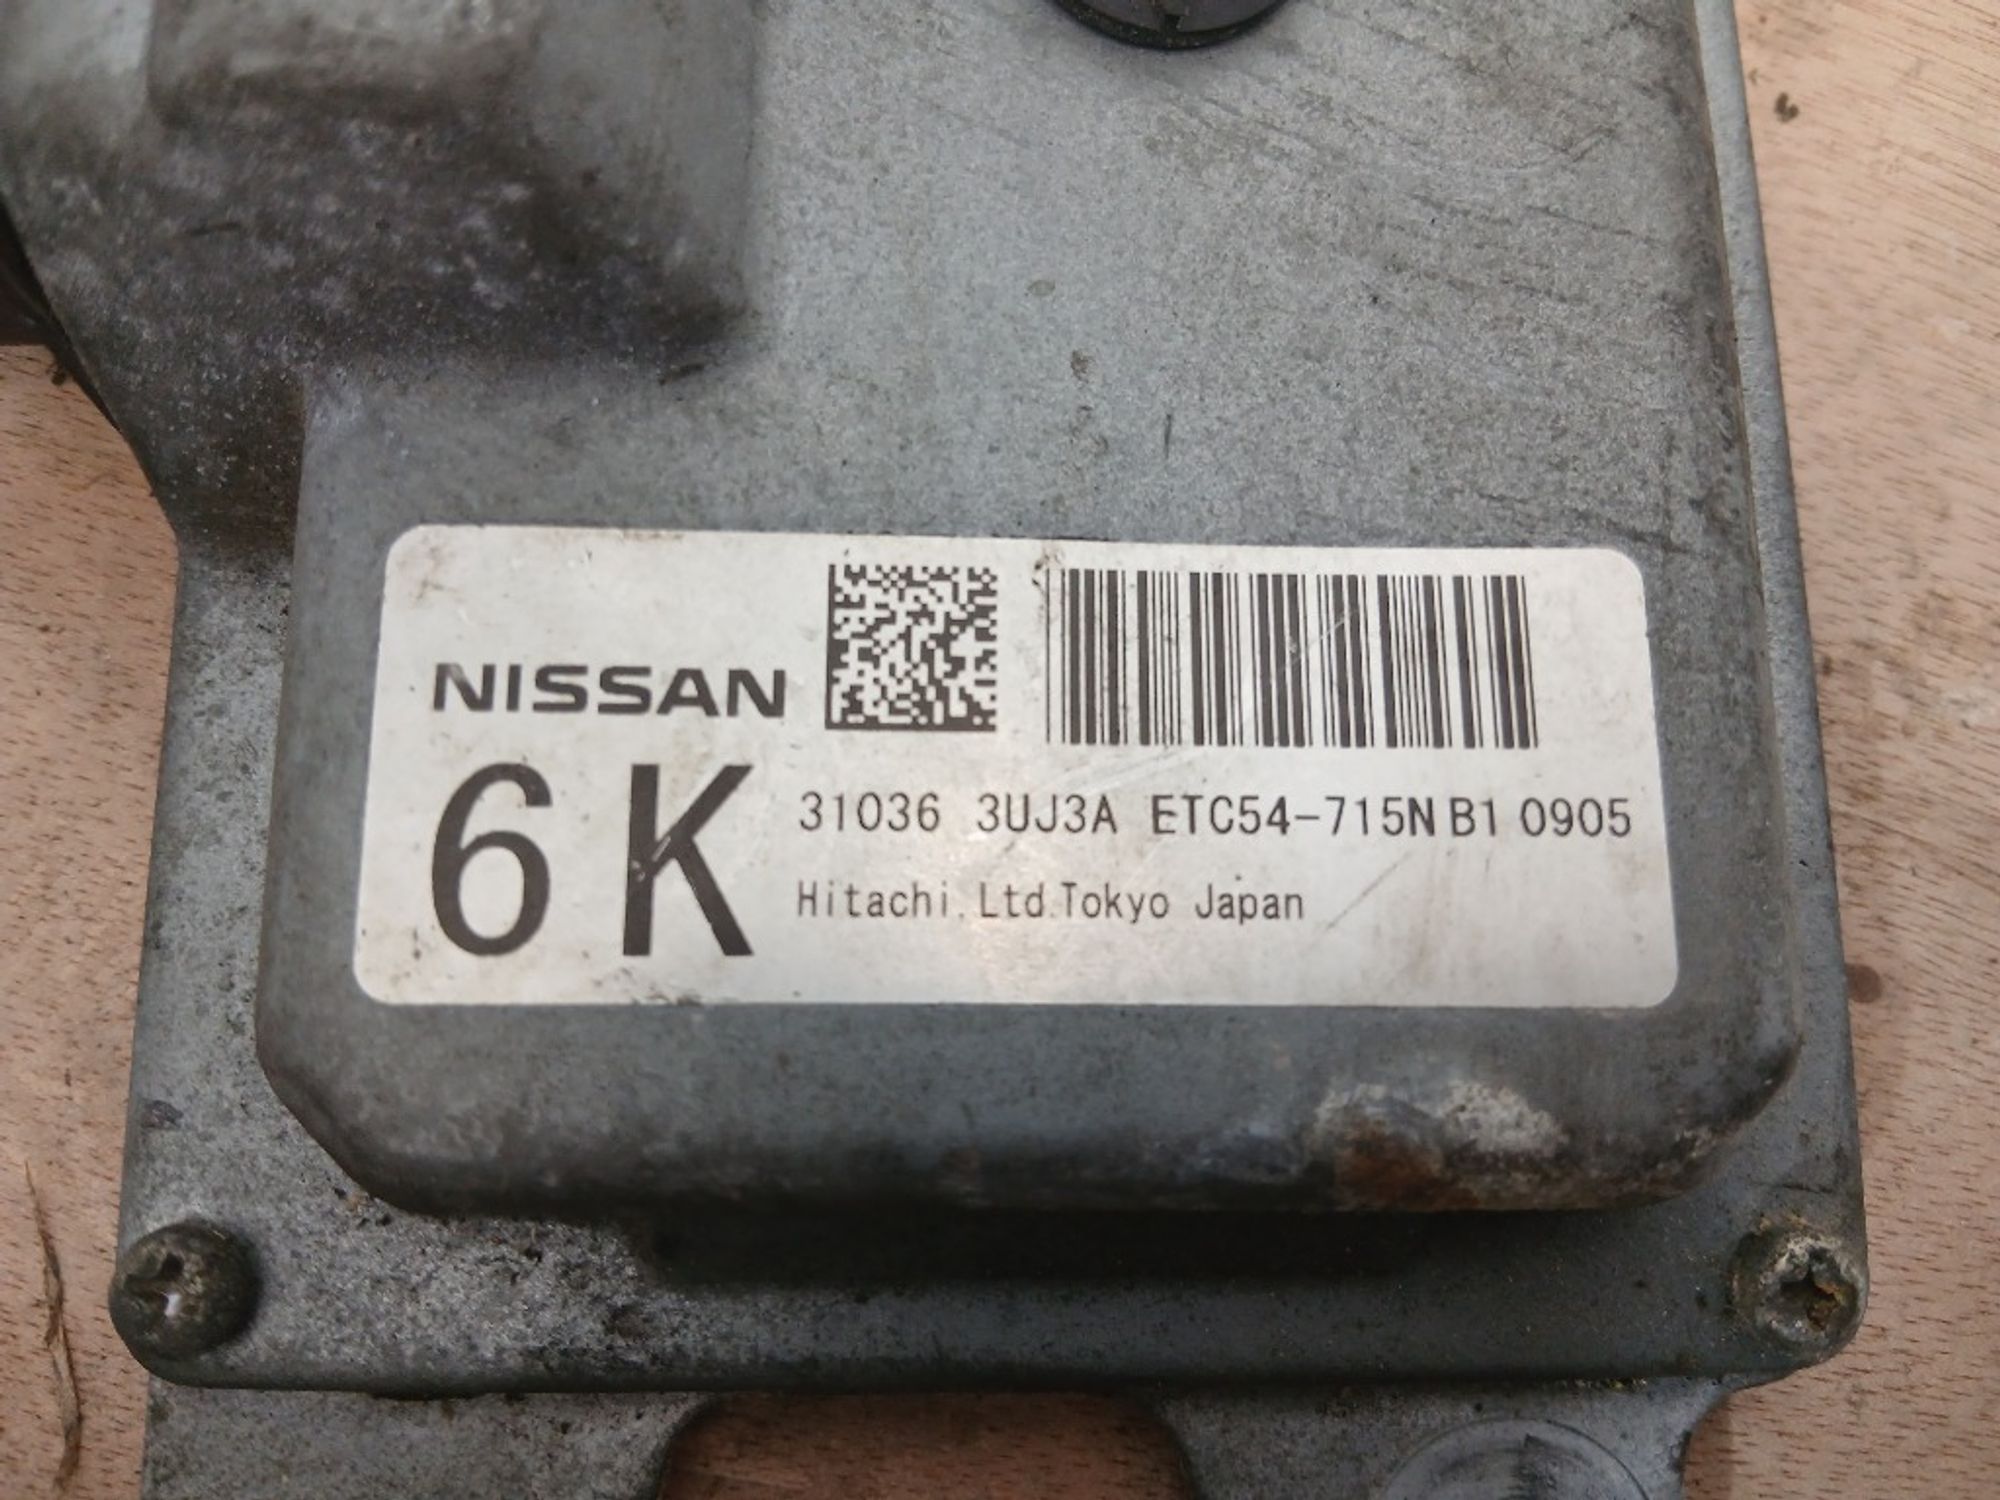 NISSAN
6K
31036 3UJ3A ETC54-715N B1 0905
Hitachi, Ltd. Tokyo Japan